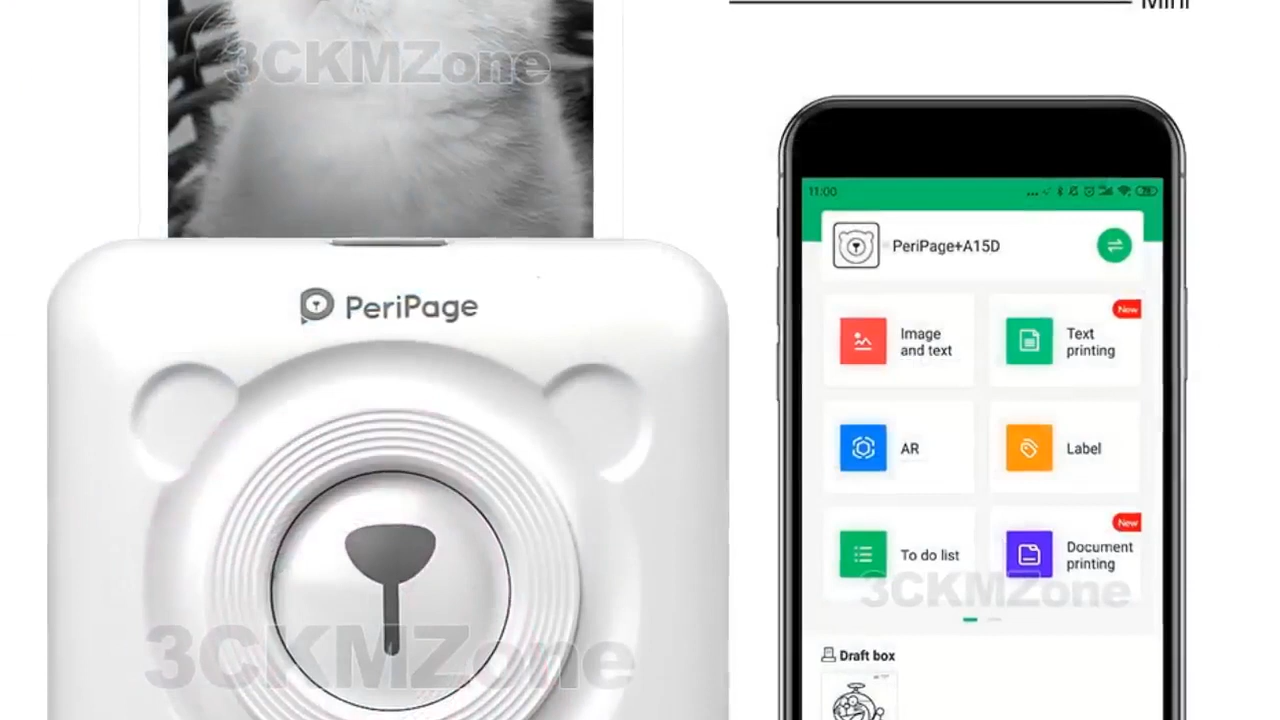 Mini
3CKMZone
11:00
PeriPage+A15D
PeriPage
New
Image
and text
Text
printing
AR
Label
New
To do list
Document
printing
3CKMZone
3CKMZone
Draft box